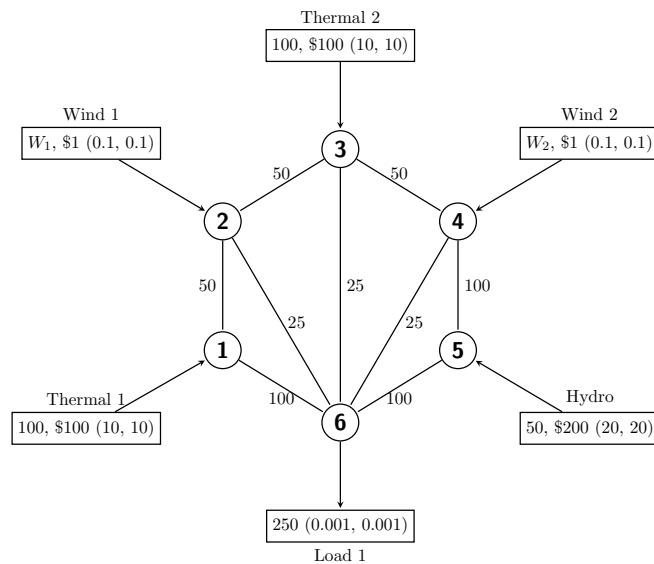 Thermal 2
100, $100 (10, 10)
Wind 1
Wind 2
W₁, $1 (0.1, 0.1)
W₂, $1 (0.1, 0.1)
3
50
50
2
4
50
25
100
25
25
1
5
Thermal 1
100
100
Hydro
100, $100 (10, 10)
6
50, $200 (20, 20)
250 (0.001, 0.001)
Load 1